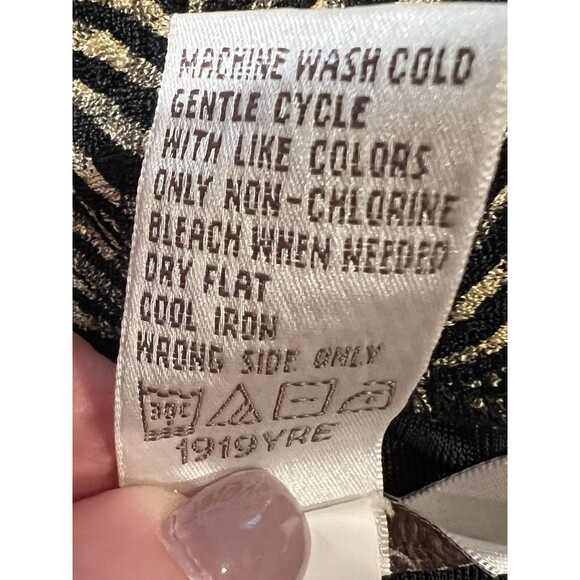 MACHINE WASH COLD
GENTLE CYCLE
WITH LIKE COLORS
ONLY NON-CHLORINE
BLEACH WHEN NEEDED
DRY FLAT
COOL IRON
WRONG SIDE ONLY
30C
1919YRE